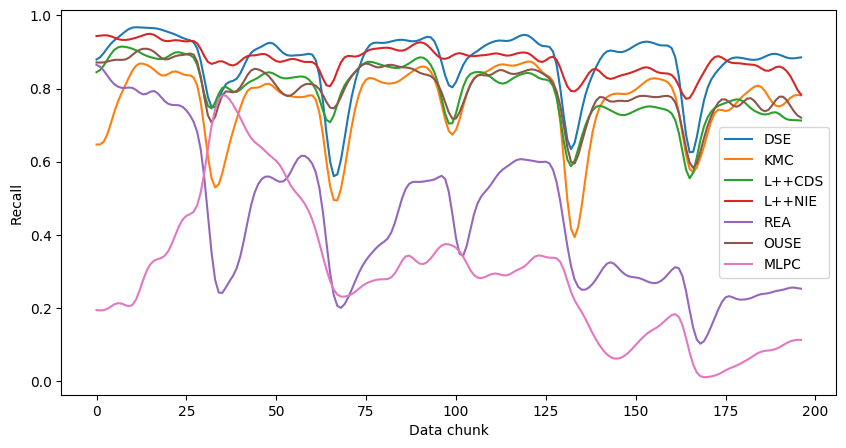 1.0
0.8
0.6
0.4
0.2
0.0
Recall
0 25 50 75 100 125 150 175 200
Data chunk
DSE
KMC
L++CDS
L++NIE
REA
OUSE
MLPC